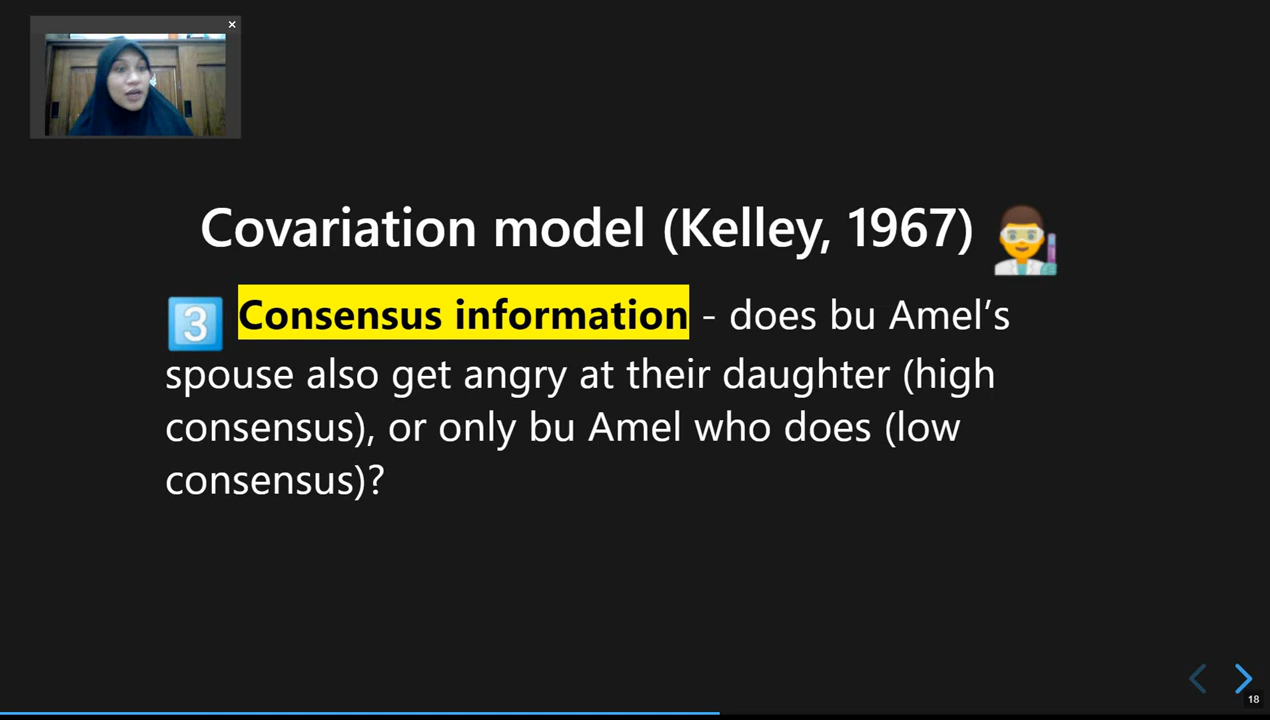 Covariation model (Kelley, 1967)
3 Consensus information - does bu Amel’s
spouse also get angry at their daughter (high
consensus), or only bu Amel who does (low
consensus)?
18